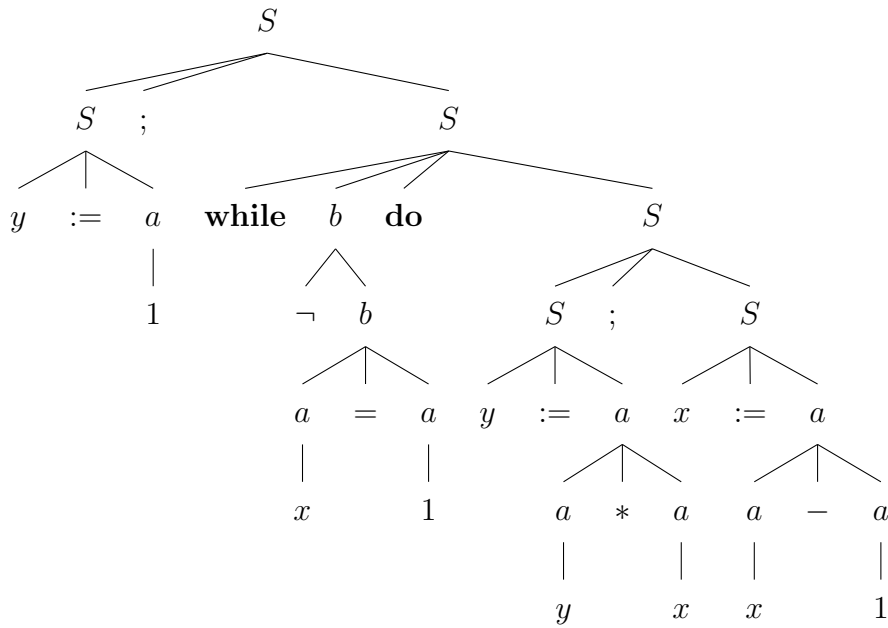 S
S ; S
y := a while b do S
1 ¬ b S ; S
a = a y := a x := a
x 1 a * a a − a
y x x 1